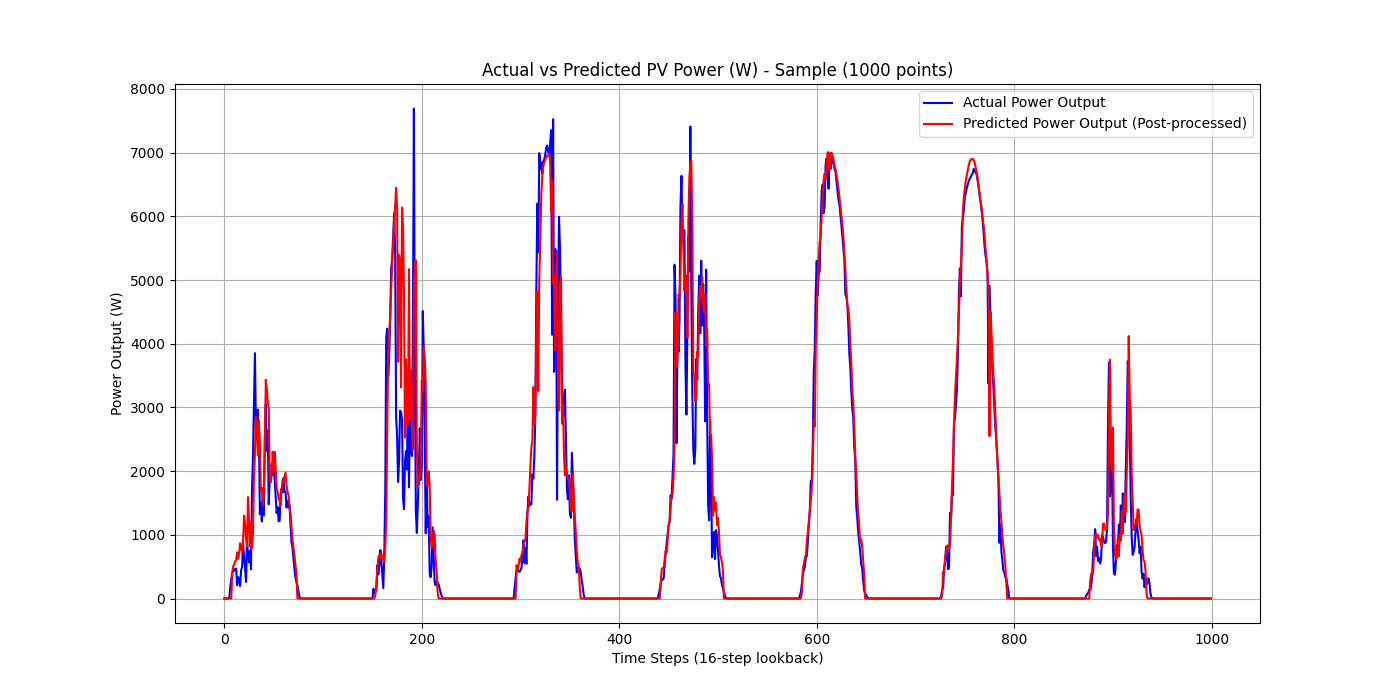 Actual vs Predicted PV Power (W) - Sample (1000 points)
Actual Power Output
Predicted Power Output (Post-processed)
8000
7000
6000
5000
4000
3000
2000
1000
0
Power Output (W)
0 200 400 600 800 1000
Time Steps (16-step lookback)